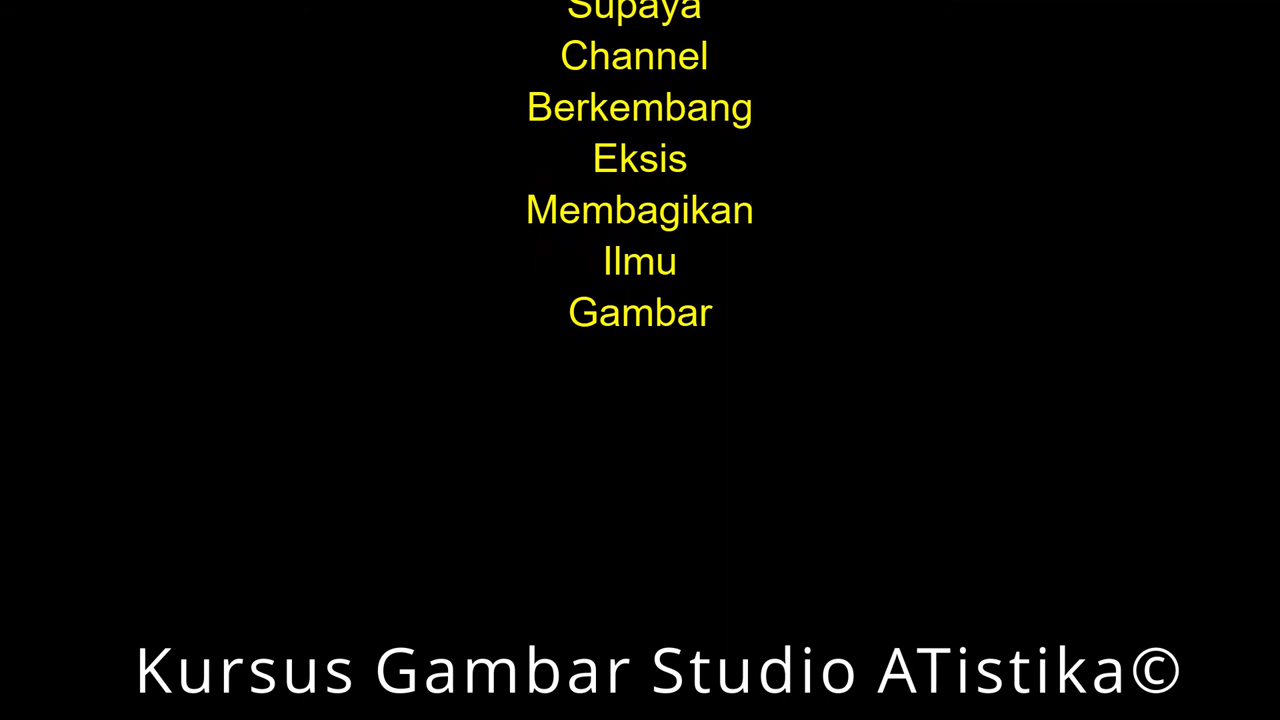 Supaya
Channel
Berkembang
Eksis
Membagikan
Ilmu
Gambar
Kursus Gambar Studio ATistika©